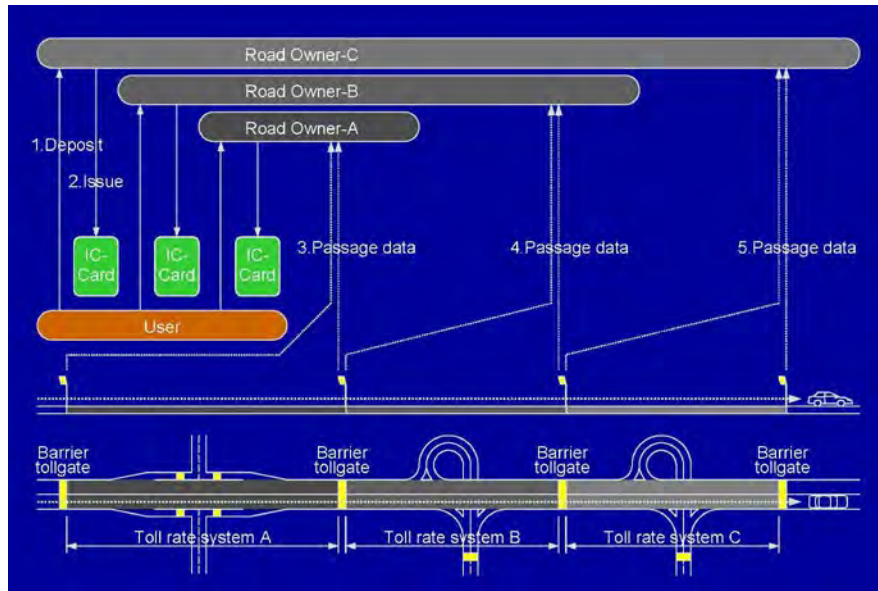 Road Owner-C
Road Owner-B
Road Owner-A
1.Deposit
2.Issue
IC-
Card
IC-
Card
IC-
Card
3.Passage data
4.Passage data
5.Passage data
User
Barrier
tollgate
Barrier
tollgate
Barrier
tollgate
Barrier
tollgate
Toll rate system A
Toll rate system B
Toll rate system C